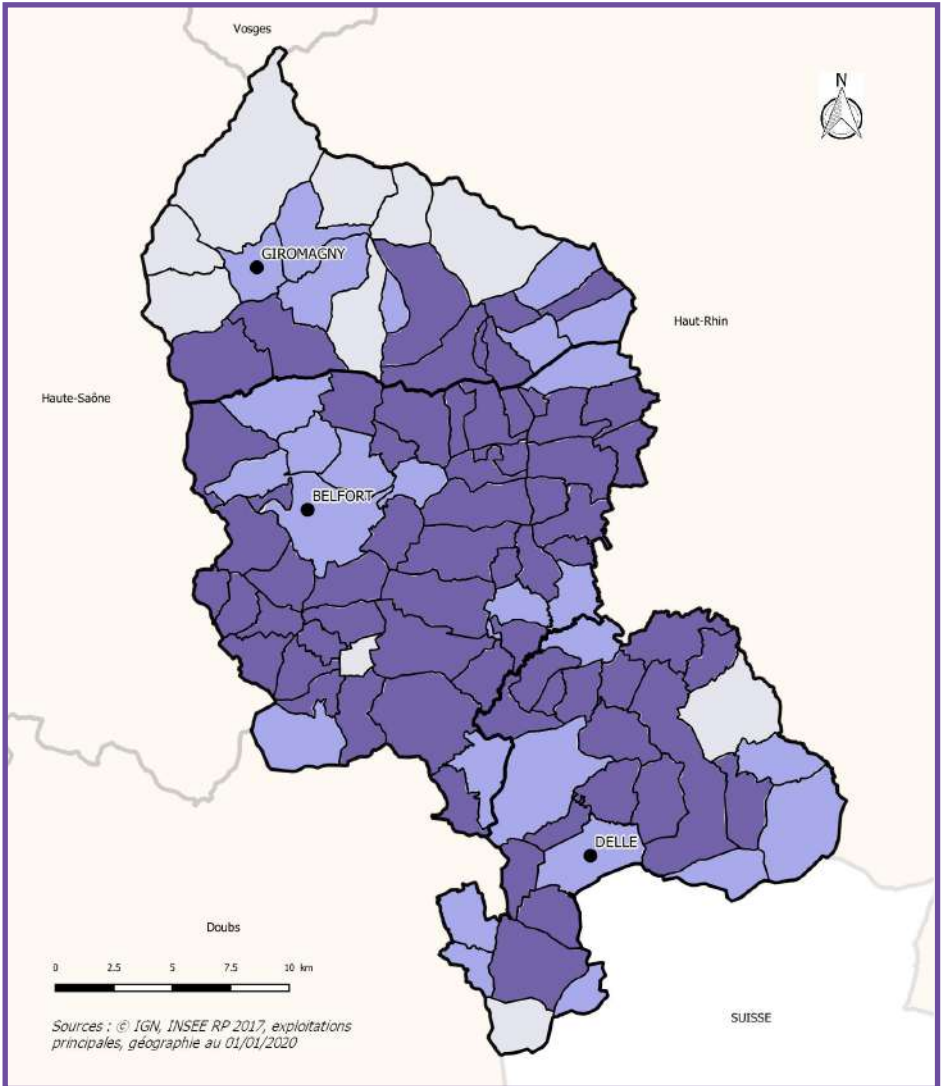 Vosges
N
GIROMAGNY
Haut-Rhin
Haute-Saône
BELFORT
DELLE
Doubs
0 2.5 5 7.5 10 km
SUISSE
Sources : © IGN, INSEE RP 2017, exploitations
principales, géographie au 01/01/2020